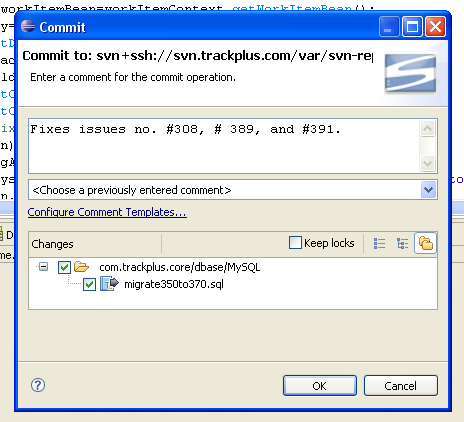 workItemBean=workItemContext.getWorkItemBean();
Commit
Commit to: svn+ssh://svn.trackplus.com/var/svn-rep
Enter a comment for the commit operation.
Fixes issues no. #308, # 389, and #391.
<Choose a previously entered comment>
Configure Comment Templates...
Changes
Keep locks
com.trackplus.core/dbase/MySQL
migrate350to370.sql
OK
Cancel